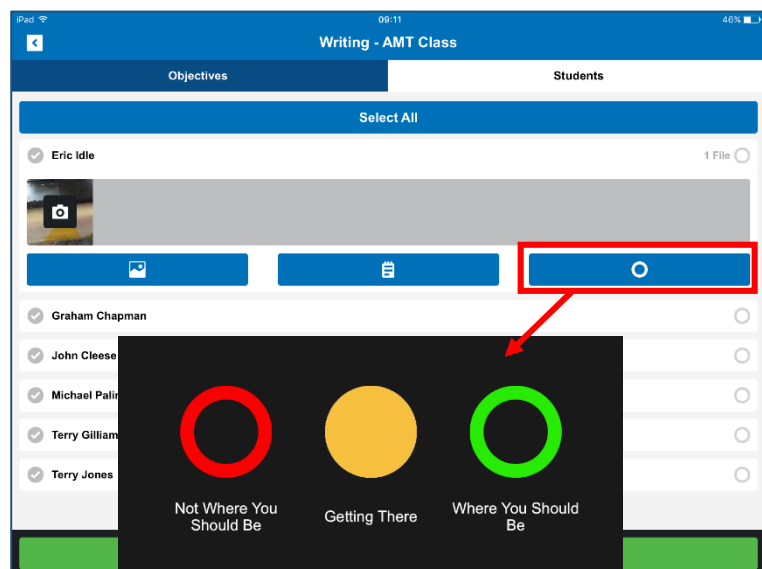 iPad 09:11 46%
Writing - AMT Class
Objectives Students
Select All
Eric Idle 1 File
Graham Chapman
John Cleese
Michael Palin
Terry Gilliam
Terry Jones
Not Where You
Should Be
Getting There
Where You Should
Be